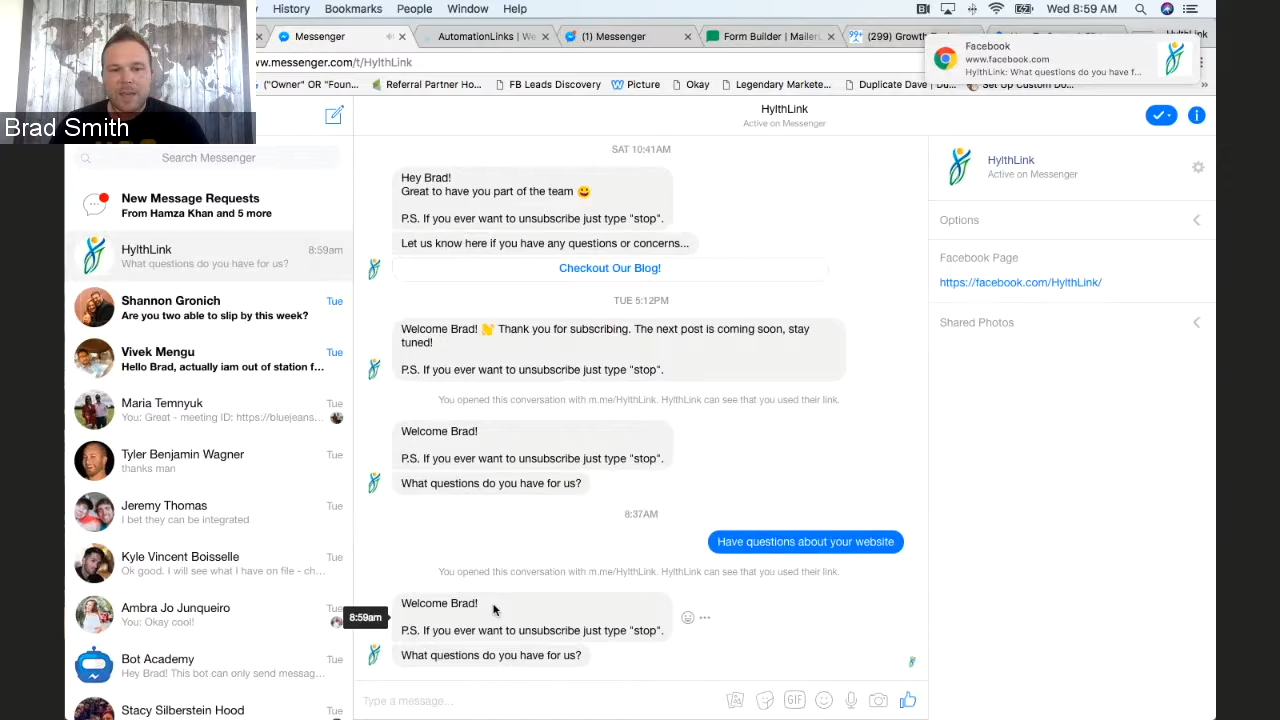 History Bookmarks People Window Help
Wed 8:59 AM
Messenger
AutomationLinks | We
(1) Messenger
Form Builder | MailerL
99+
(299) Growth
HylthLink
ww.messenger.com/t/HylthLink
Facebook
www.facebook.com
HylthLink: What questions do you have f...
("Owner" OR "Found.
Referral Partner Ho..
FB Leads Discovery
Picture
Okay
Legendary Marketer..
Duplicate Dave | Du..
Set Up Custom Do
Brad Smith
HylthLink
Active on Messenger
Search Messenger
New Message Requests
From Hamza Khan and 5 more
HylthLink
8:59am
What questions do you have for us?
Shannon Gronich
Tue
Are you two able to slip by this week?
Vivek Mengu
Tue
Hello Brad, actually iam out of station f...
Maria Temnyuk
Tue
You: Great - meeting ID: https://bluejeans...
Tyler Benjamin Wagner
Tue
thanks man
Jeremy Thomas
Tue
I bet they can be integrated
Kyle Vincent Boisselle
Tue
Ok good. I will see what I have on file - ch...
Ambra Jo Junqueiro
Tue
You: Okay cool!
Bot Academy
Tue
Hey Brad! This bot can only send messag...
Stacy Silberstein Hood
Tue
SAT 10:41AM
Hey Brad!
Great to have you part of the team 😀
P.S. If you ever want to unsubscribe just type "stop".
Let us know here if you have any questions or concerns...
Checkout Our Blog!
TUE 5:12PM
Welcome Brad! 👋 Thank you for subscribing. The next post is coming soon, stay
tuned!
P.S. If you ever want to unsubscribe just type "stop".
You opened this conversation with m.me/HylthLink. HylthLink can see that you used their link.
Welcome Brad!
P.S. If you ever want to unsubscribe just type "stop".
What questions do you have for us?
8:37AM
Have questions about your website
You opened this conversation with m.me/HylthLink. HylthLink can see that you used their link.
8:59am
Welcome Brad!
P.S. If you ever want to unsubscribe just type "stop".
What questions do you have for us?
Type a message...
GIF
HylthLink
Active on Messenger
Options
Facebook Page
https://facebook.com/HylthLink/
Shared Photos